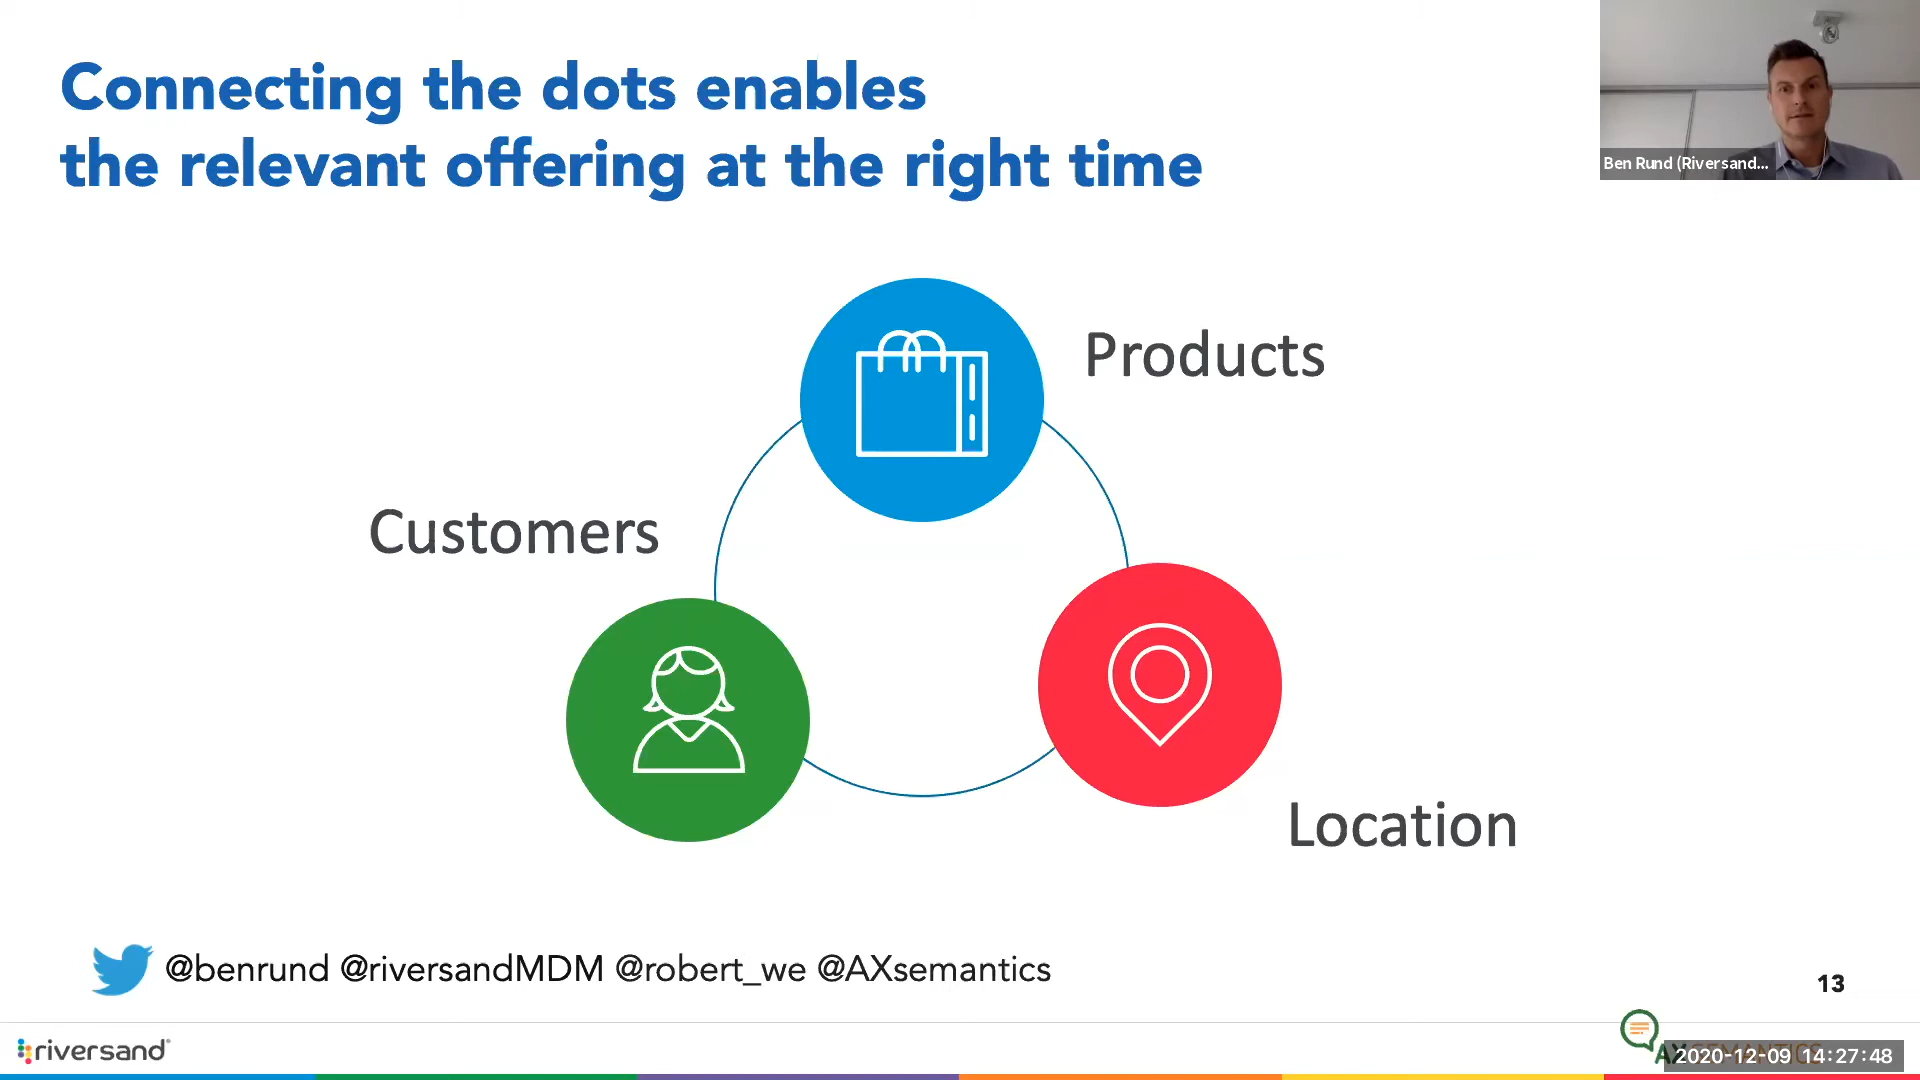 Connecting the dots enables
the relevant offering at the right time
Ben Rund (Riversand...
Products
Customers
Location
@benrund @riversandMDM @robert_we @AXsemantics
13
riversand
2020-12-09 14:27:48